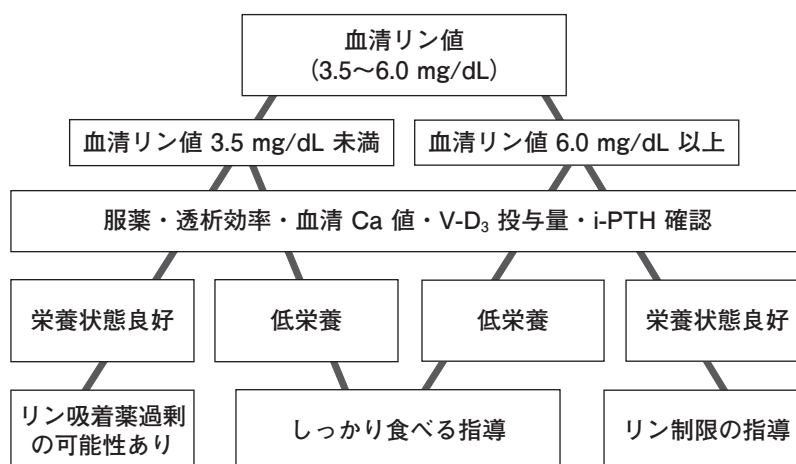 血清リン値
(3.5〜6.0 mg/dL)
血清リン値 3.5 mg/dL 未満
血清リン値 6.0 mg/dL 以上
服薬・透析効率・血清 Ca 値・V-D₃ 投与量・i-PTH 確認
栄養状態良好
低栄養
低栄養
栄養状態良好
リン吸着薬過剰
の可能性あり
しっかり食べる指導
リン制限の指導